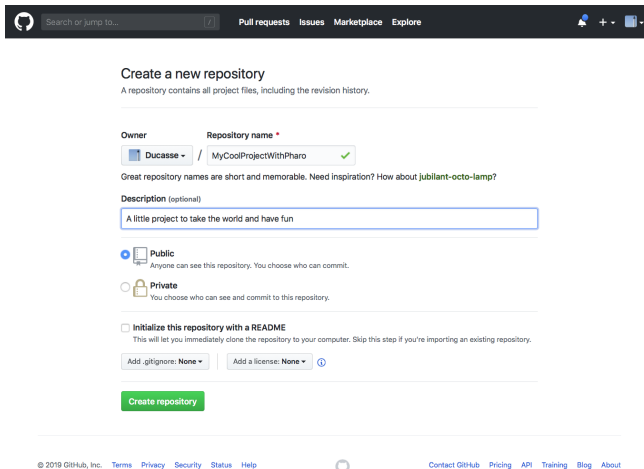 Search or jump to... /
Pull requests Issues Marketplace Explore
Create a new repository
A repository contains all project files, including the revision history.
Owner Repository name *
Ducasse / MyCoolProjectWithPharo
Great repository names are short and memorable. Need inspiration? How about jubilant-octo-lamp?
Description (optional)
A little project to take the world and have fun
Public
Anyone can see this repository. You choose who can commit.
Private
You choose who can see and commit to this repository.
Initialize this repository with a README
This will let you immediately clone the repository to your computer. Skip this step if you're importing an existing repository.
Add .gitignore: None Add a license: None
Create repository
© 2019 GitHub, Inc. Terms Privacy Security Status Help Contact GitHub Pricing API Training Blog About